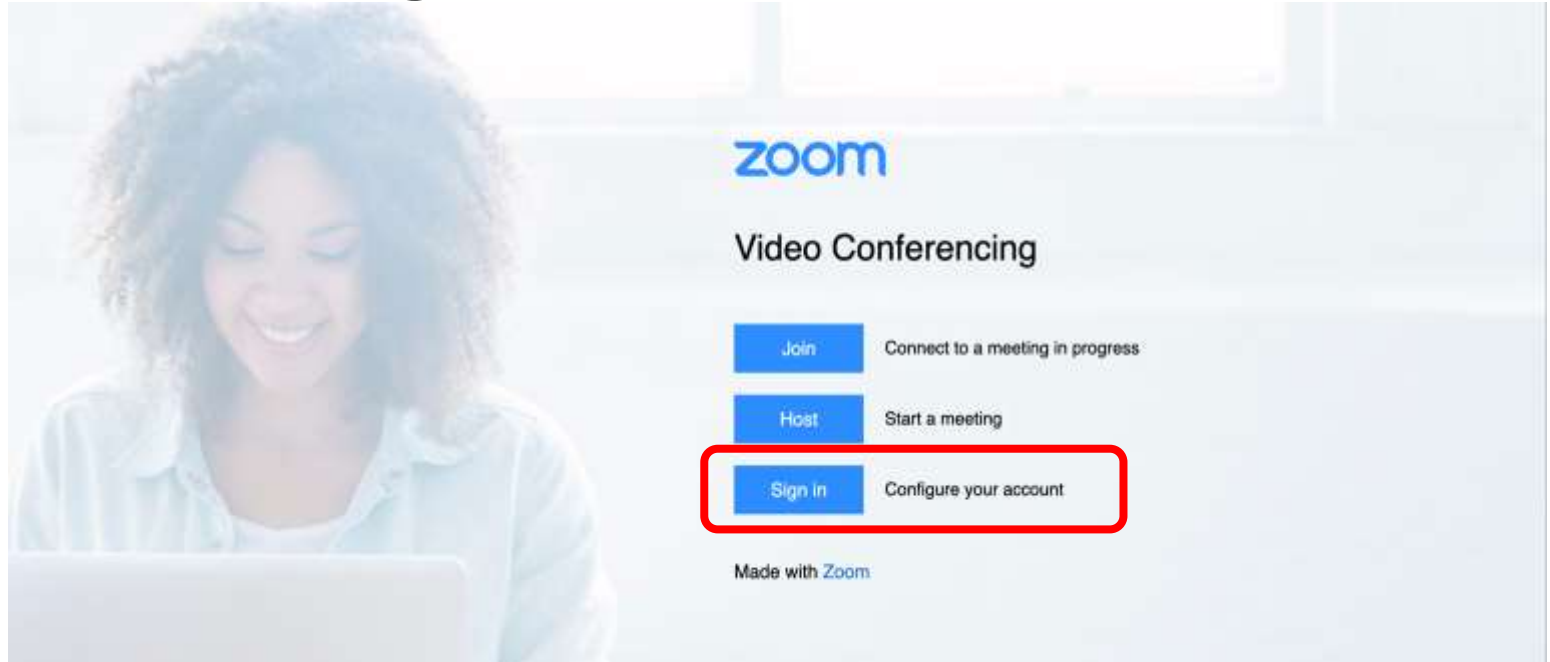 zoom
Video Conferencing
Join Connect to a meeting in progress
Host Start a meeting
Sign in Configure your account
Made with Zoom